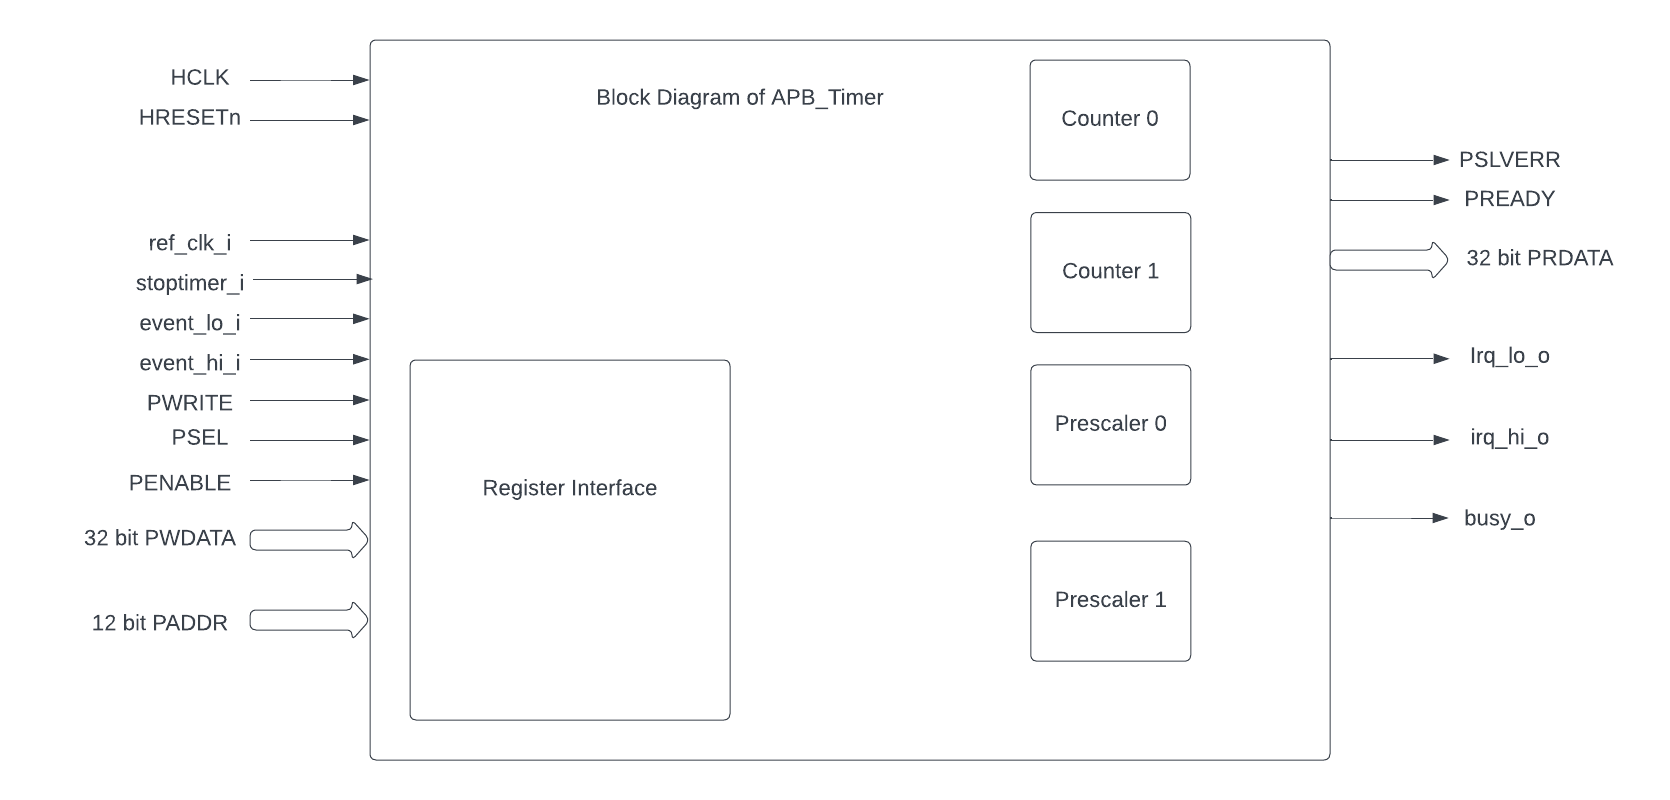 HCLK
HRESETn
ref_clk_i
stoptimer_i
event_lo_i
event_hi_i
PWRITE
PSEL
PENABLE
32 bit PWDATA
12 bit PADDR
Block Diagram of APB_Timer
Register Interface
Counter 0
Counter 1
Prescaler 0
Prescaler 1
PSLVERR
PREADY
32 bit PRDATA
Irq_lo_o
irq_hi_o
busy_o